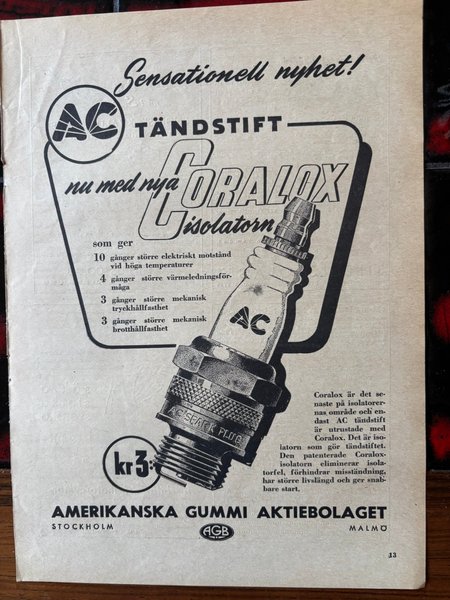 Sensationell nyhet!
AC
TÄNDSTIFT
nu med nya CORALOX
isolatorn
som ger
10 gånger större elektriskt motstånd
vid höga temperaturer
4 gånger större värmeledningsför-
måga
3 gånger större mekanisk
tryckhållfasthet
3 gånger större mekanisk
brotthållfasthet
AC
AC SPARK PLUG
kr 3:-
Coralox är det se-
naste på isolatorer-
nas område och en-
dast AC tändstift
är utrustade med
Coralox. Det är iso-
latorn som gör tändstiftet.
Den patenterade Coralox-
isolatorn eliminerar isola-
torfel, förhindrar misständning,
har större livslängd och ger snab-
bare start.
AMERIKANSKA GUMMI AKTIEBOLAGET
STOCKHOLM AGB MALMÖ
13